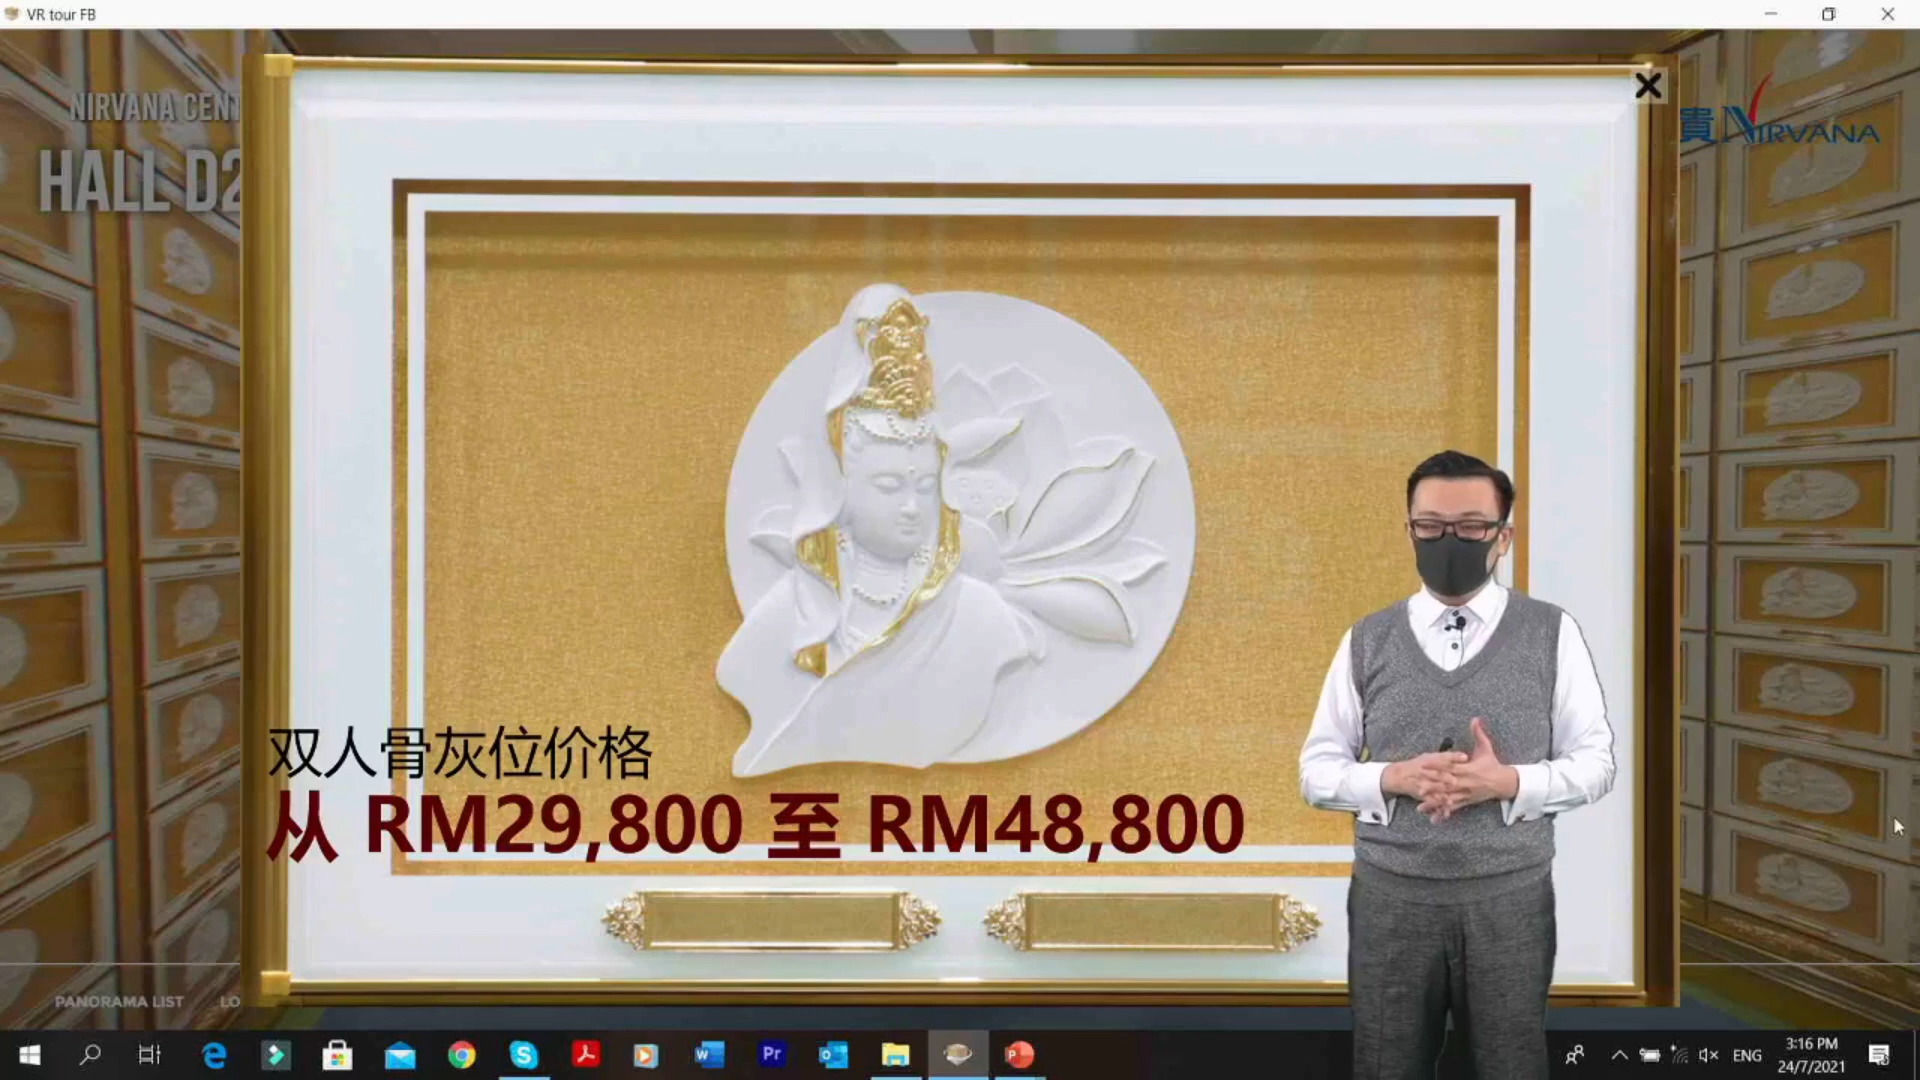 VR tour FB
NIRVANA CENT
HALL D2
貴 NIRVANA
双人骨灰位价格
从 RM29,800 至 RM48,800
PANORAMA LIST
LO
ENG
3:16 PM
24/7/2021